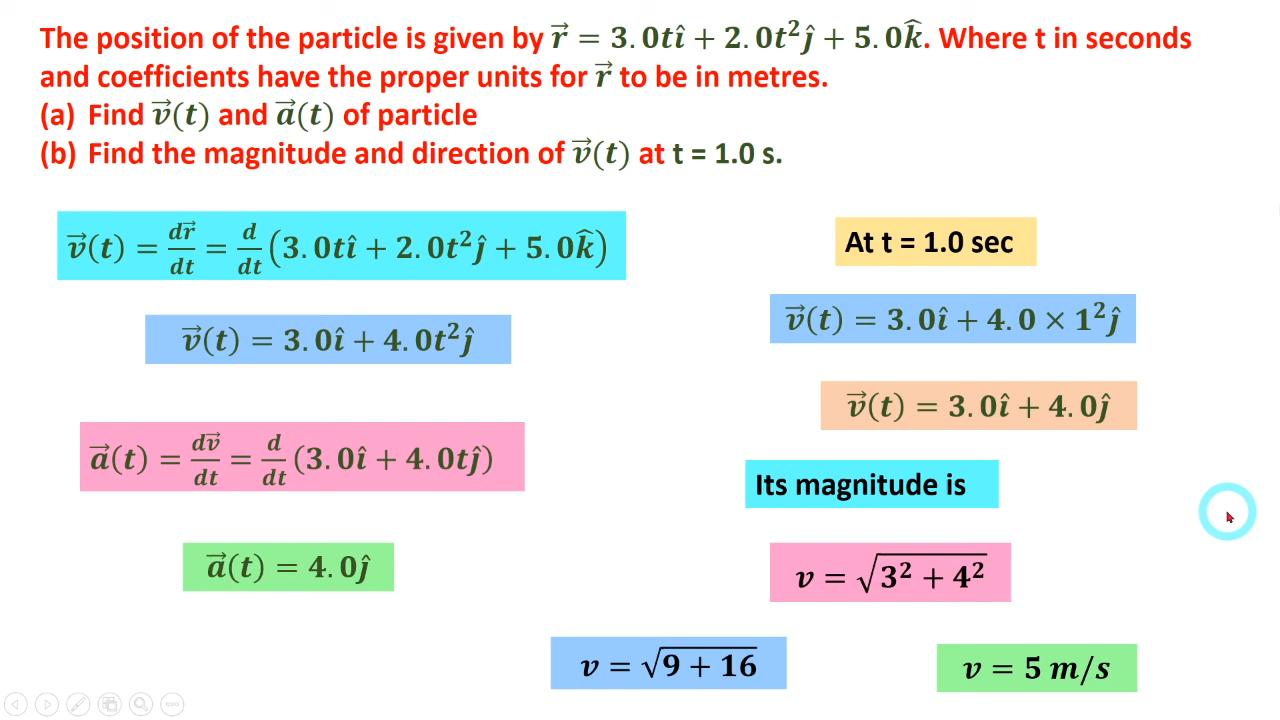 The position of the particle is given by r⃗ = 3.0tî + 2.0t²ĵ + 5.0k̂. Where t in seconds
and coefficients have the proper units for r⃗ to be in metres.
(a) Find v⃗(t) and a⃗(t) of particle
(b) Find the magnitude and direction of v⃗(t) at t = 1.0 s.
v⃗(t) = dr⃗/dt = d/dt (3.0tî + 2.0t²ĵ + 5.0k̂)
v⃗(t) = 3.0î + 4.0t²ĵ
a⃗(t) = dv⃗/dt = d/dt (3.0î + 4.0tĵ)
a⃗(t) = 4.0ĵ
At t = 1.0 sec
v⃗(t) = 3.0î + 4.0 × 1²ĵ
v⃗(t) = 3.0î + 4.0ĵ
Its magnitude is
v = √(3² + 4²)
v = √(9 + 16)
v = 5 m/s